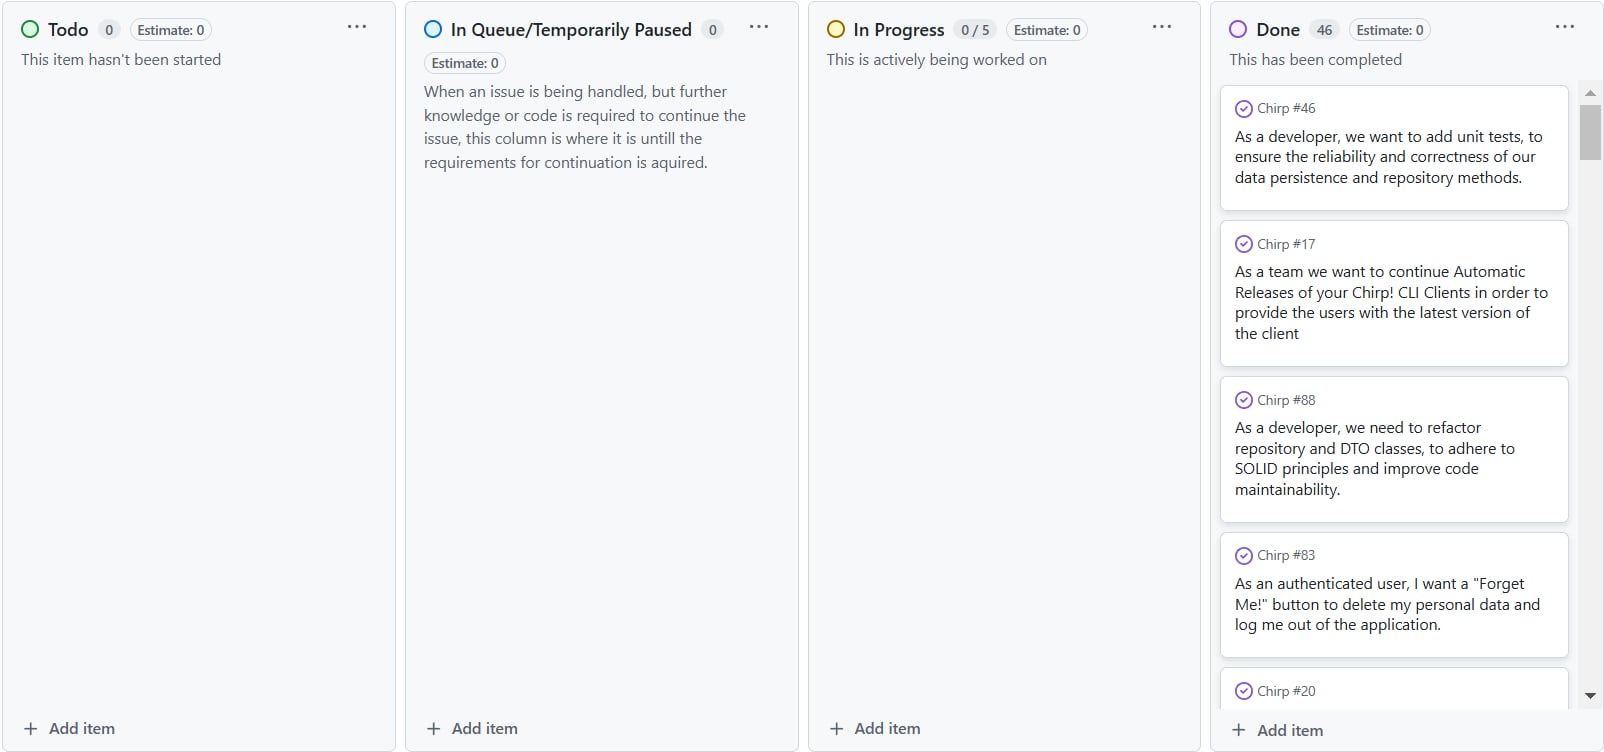 Todo 0 Estimate: 0 ···
This item hasn't been started
+ Add item
In Queue/Temporarily Paused 0 ···
Estimate: 0
When an issue is being handled, but further
knowledge or code is required to continue the
issue, this column is where it is untill the
requirements for continuation is aquired.
+ Add item
In Progress 0 / 5 Estimate: 0 ···
This is actively being worked on
+ Add item
Done 46 Estimate: 0 ···
This has been completed
Chirp #46
As a developer, we want to add unit tests, to
ensure the reliability and correctness of our
data persistence and repository methods.
Chirp #17
As a team we want to continue Automatic
Releases of your Chirp! CLI Clients in order to
provide the users with the latest version of
the client
Chirp #88
As a developer, we need to refactor
repository and DTO classes, to adhere to
SOLID principles and improve code
maintainability.
Chirp #83
As an authenticated user, I want a "Forget
Me!" button to delete my personal data and
log me out of the application.
Chirp #20
+ Add item